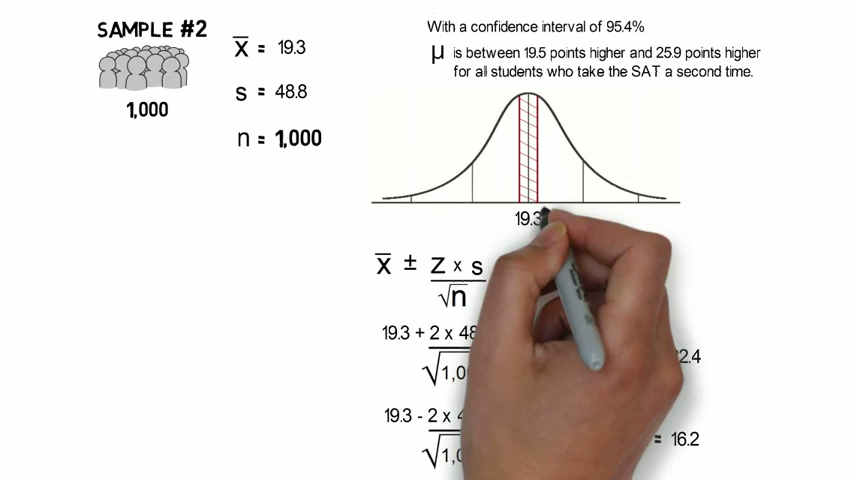 SAMPLE #2
1,000
x̅ = 19.3
s = 48.8
n = 1,000
With a confidence interval of 95.4%
μ is between 19.5 points higher and 25.9 points higher
for all students who take the SAT a second time.
19.3
x̅ ± Z x s
√n
19.3 + 2 x 48
√1,0
2.4
19.3 - 2 x 4
√1,0
= 16.2